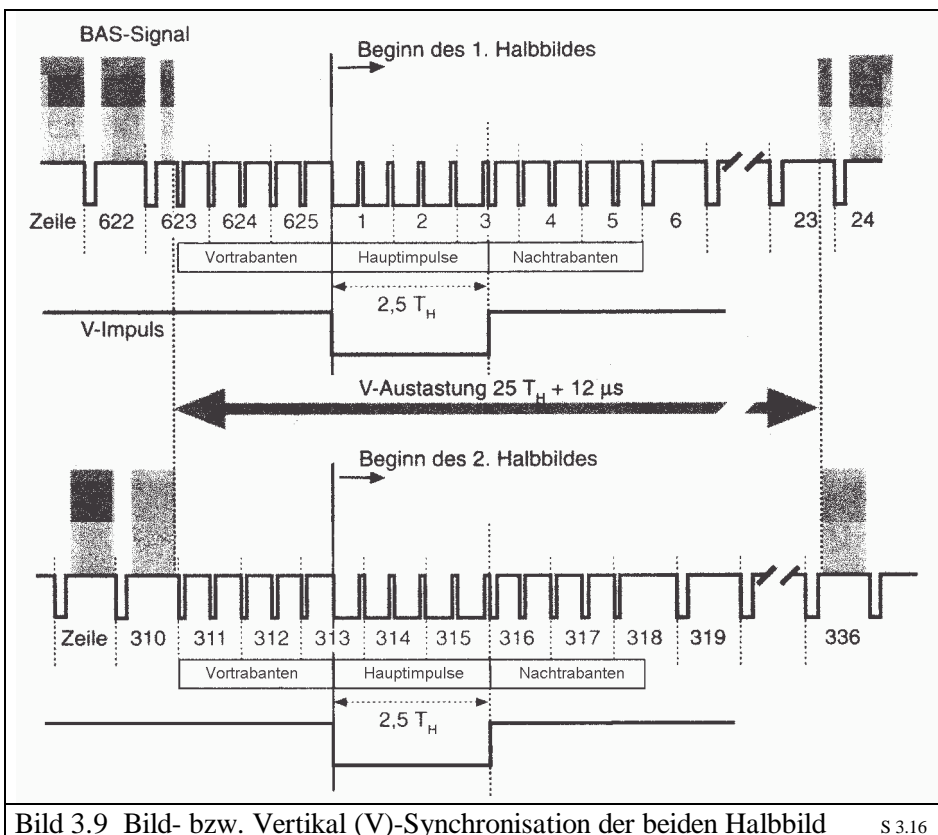 BAS-Signal
Beginn des 1. Halbbildes
Zeile 622 623 624 625 1 2 3 4 5 6 23 24
Vortrabanten Hauptimpulse Nachtrabanten
2,5 T_H
V-Impuls
V-Austastung 25 T_H + 12 µs
Beginn des 2. Halbbildes
Zeile 310 311 312 313 314 315 316 317 318 319 336
Vortrabanten Hauptimpulse Nachtrabanten
2,5 T_H
Bild 3.9 Bild- bzw. Vertikal (V)-Synchronisation der beiden Halbbild S 3.16